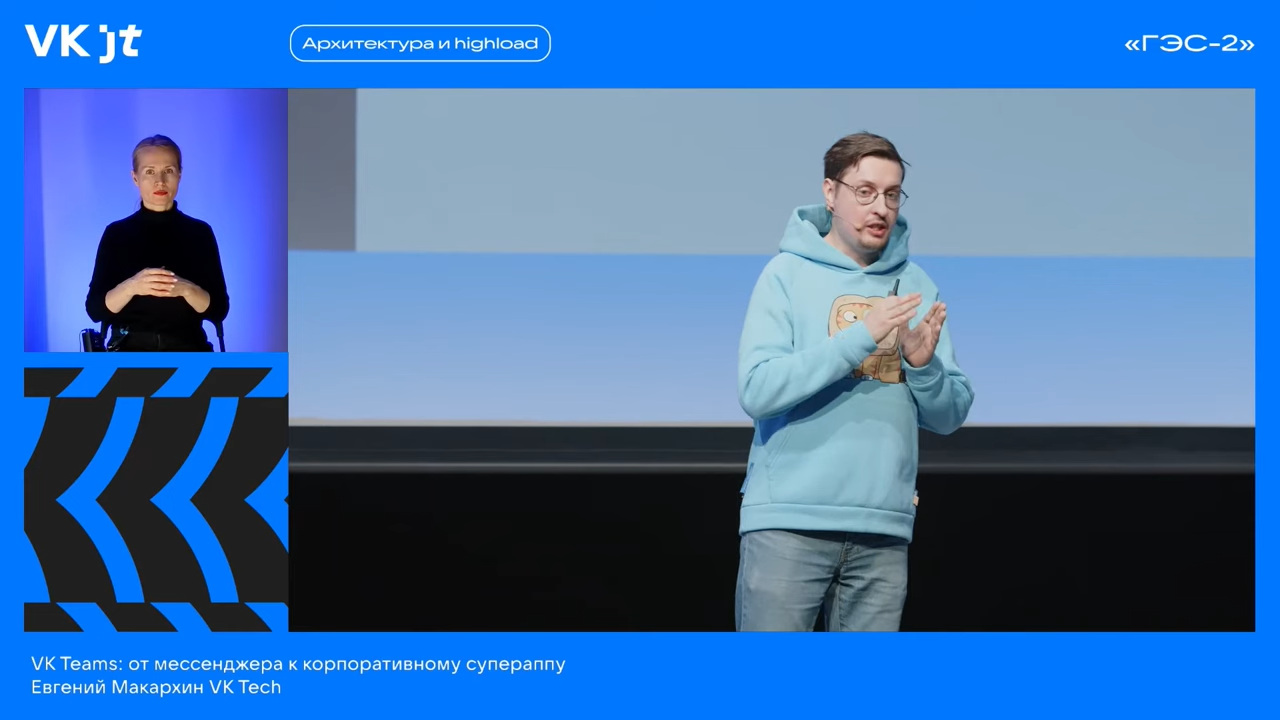 VK jt
Архитектура и highload
«ГЭС-2»
VK Teams: от мессенджера к корпоративному супераппу
Евгений Макархин VK Tech